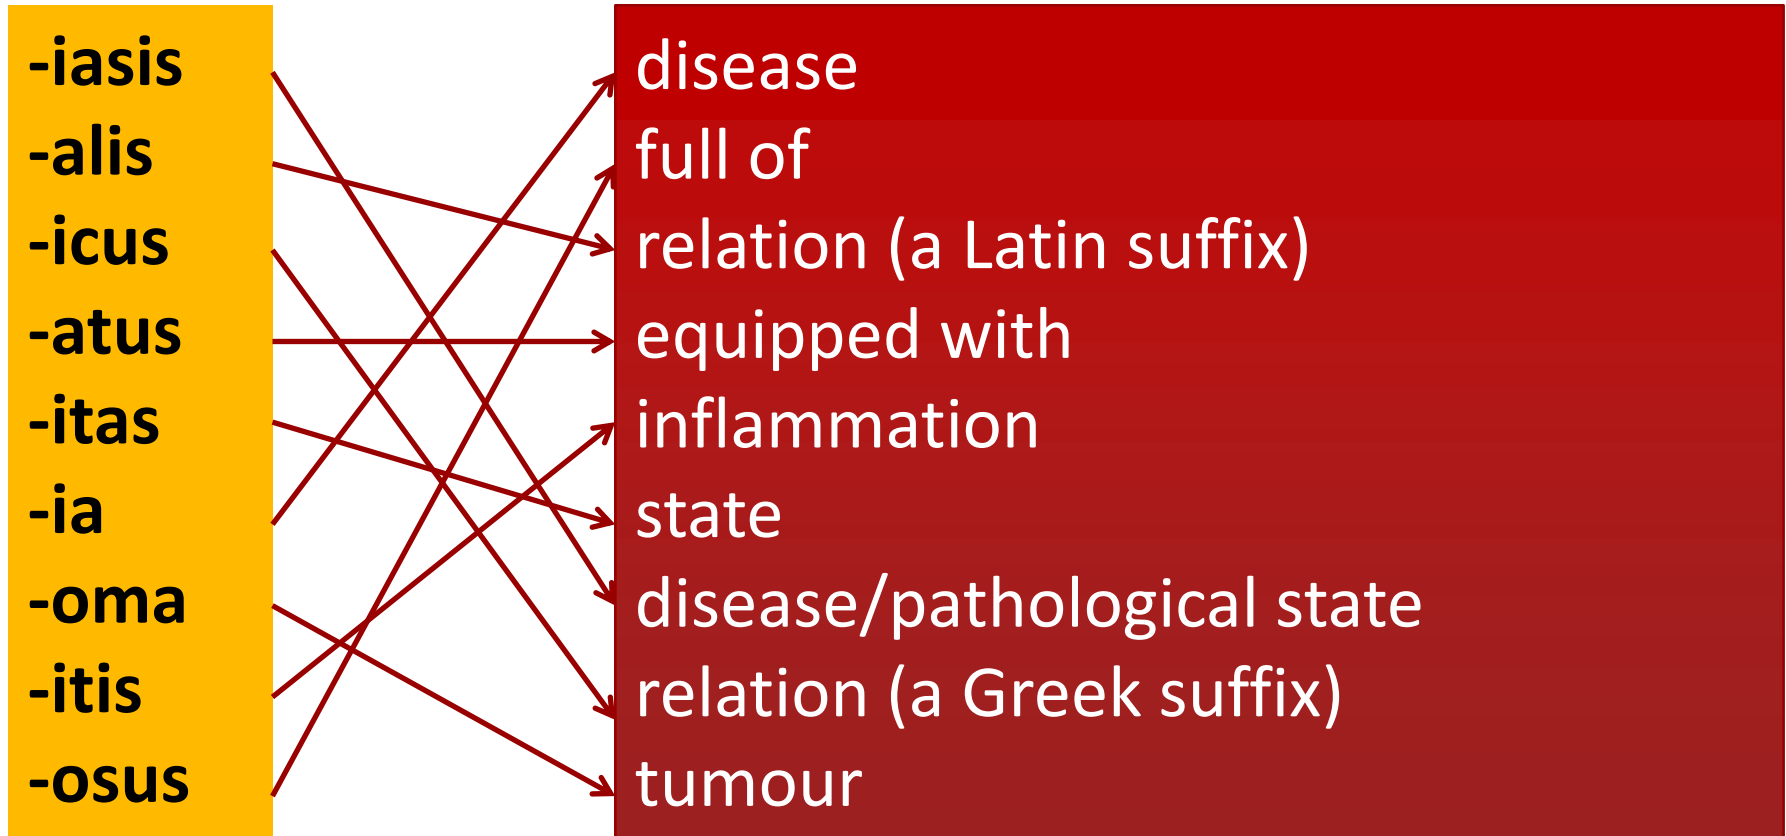 -iasis
-alis
-icus
-atus
-itas
-ia
-oma
-itis
-osus
disease
full of
relation (a Latin suffix)
equipped with
inflammation
state
disease/pathological state
relation (a Greek suffix)
tumour